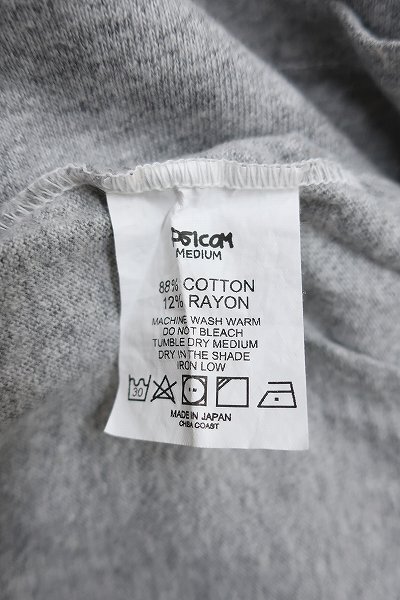 PSICOM
MEDIUM
88% COTTON
12% RAYON
MACHINE WASH WARM
DO NOT BLEACH
TUMBLE DRY MEDIUM
DRY IN THE SHADE
IRON LOW
30
MADE IN JAPAN
CHIBA COAST